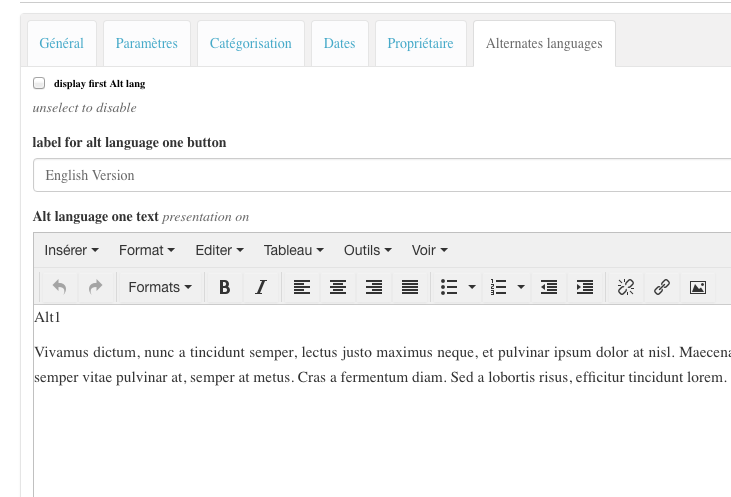 Général Paramètres Catégorisation Dates Propriétaire Alternates languages
display first Alt lang
unselect to disable
label for alt language one button
English Version
Alt language one text presentation on
Insérer Format Editer Tableau Outils Voir
Formats B I
Alt1
Vivamus dictum, nunc a tincidunt semper, lectus justo maximus neque, et pulvinar ipsum dolor at nisl. Maecena
semper vitae pulvinar at, semper at metus. Cras a fermentum diam. Sed a lobortis risus, efficitur tincidunt lorem.